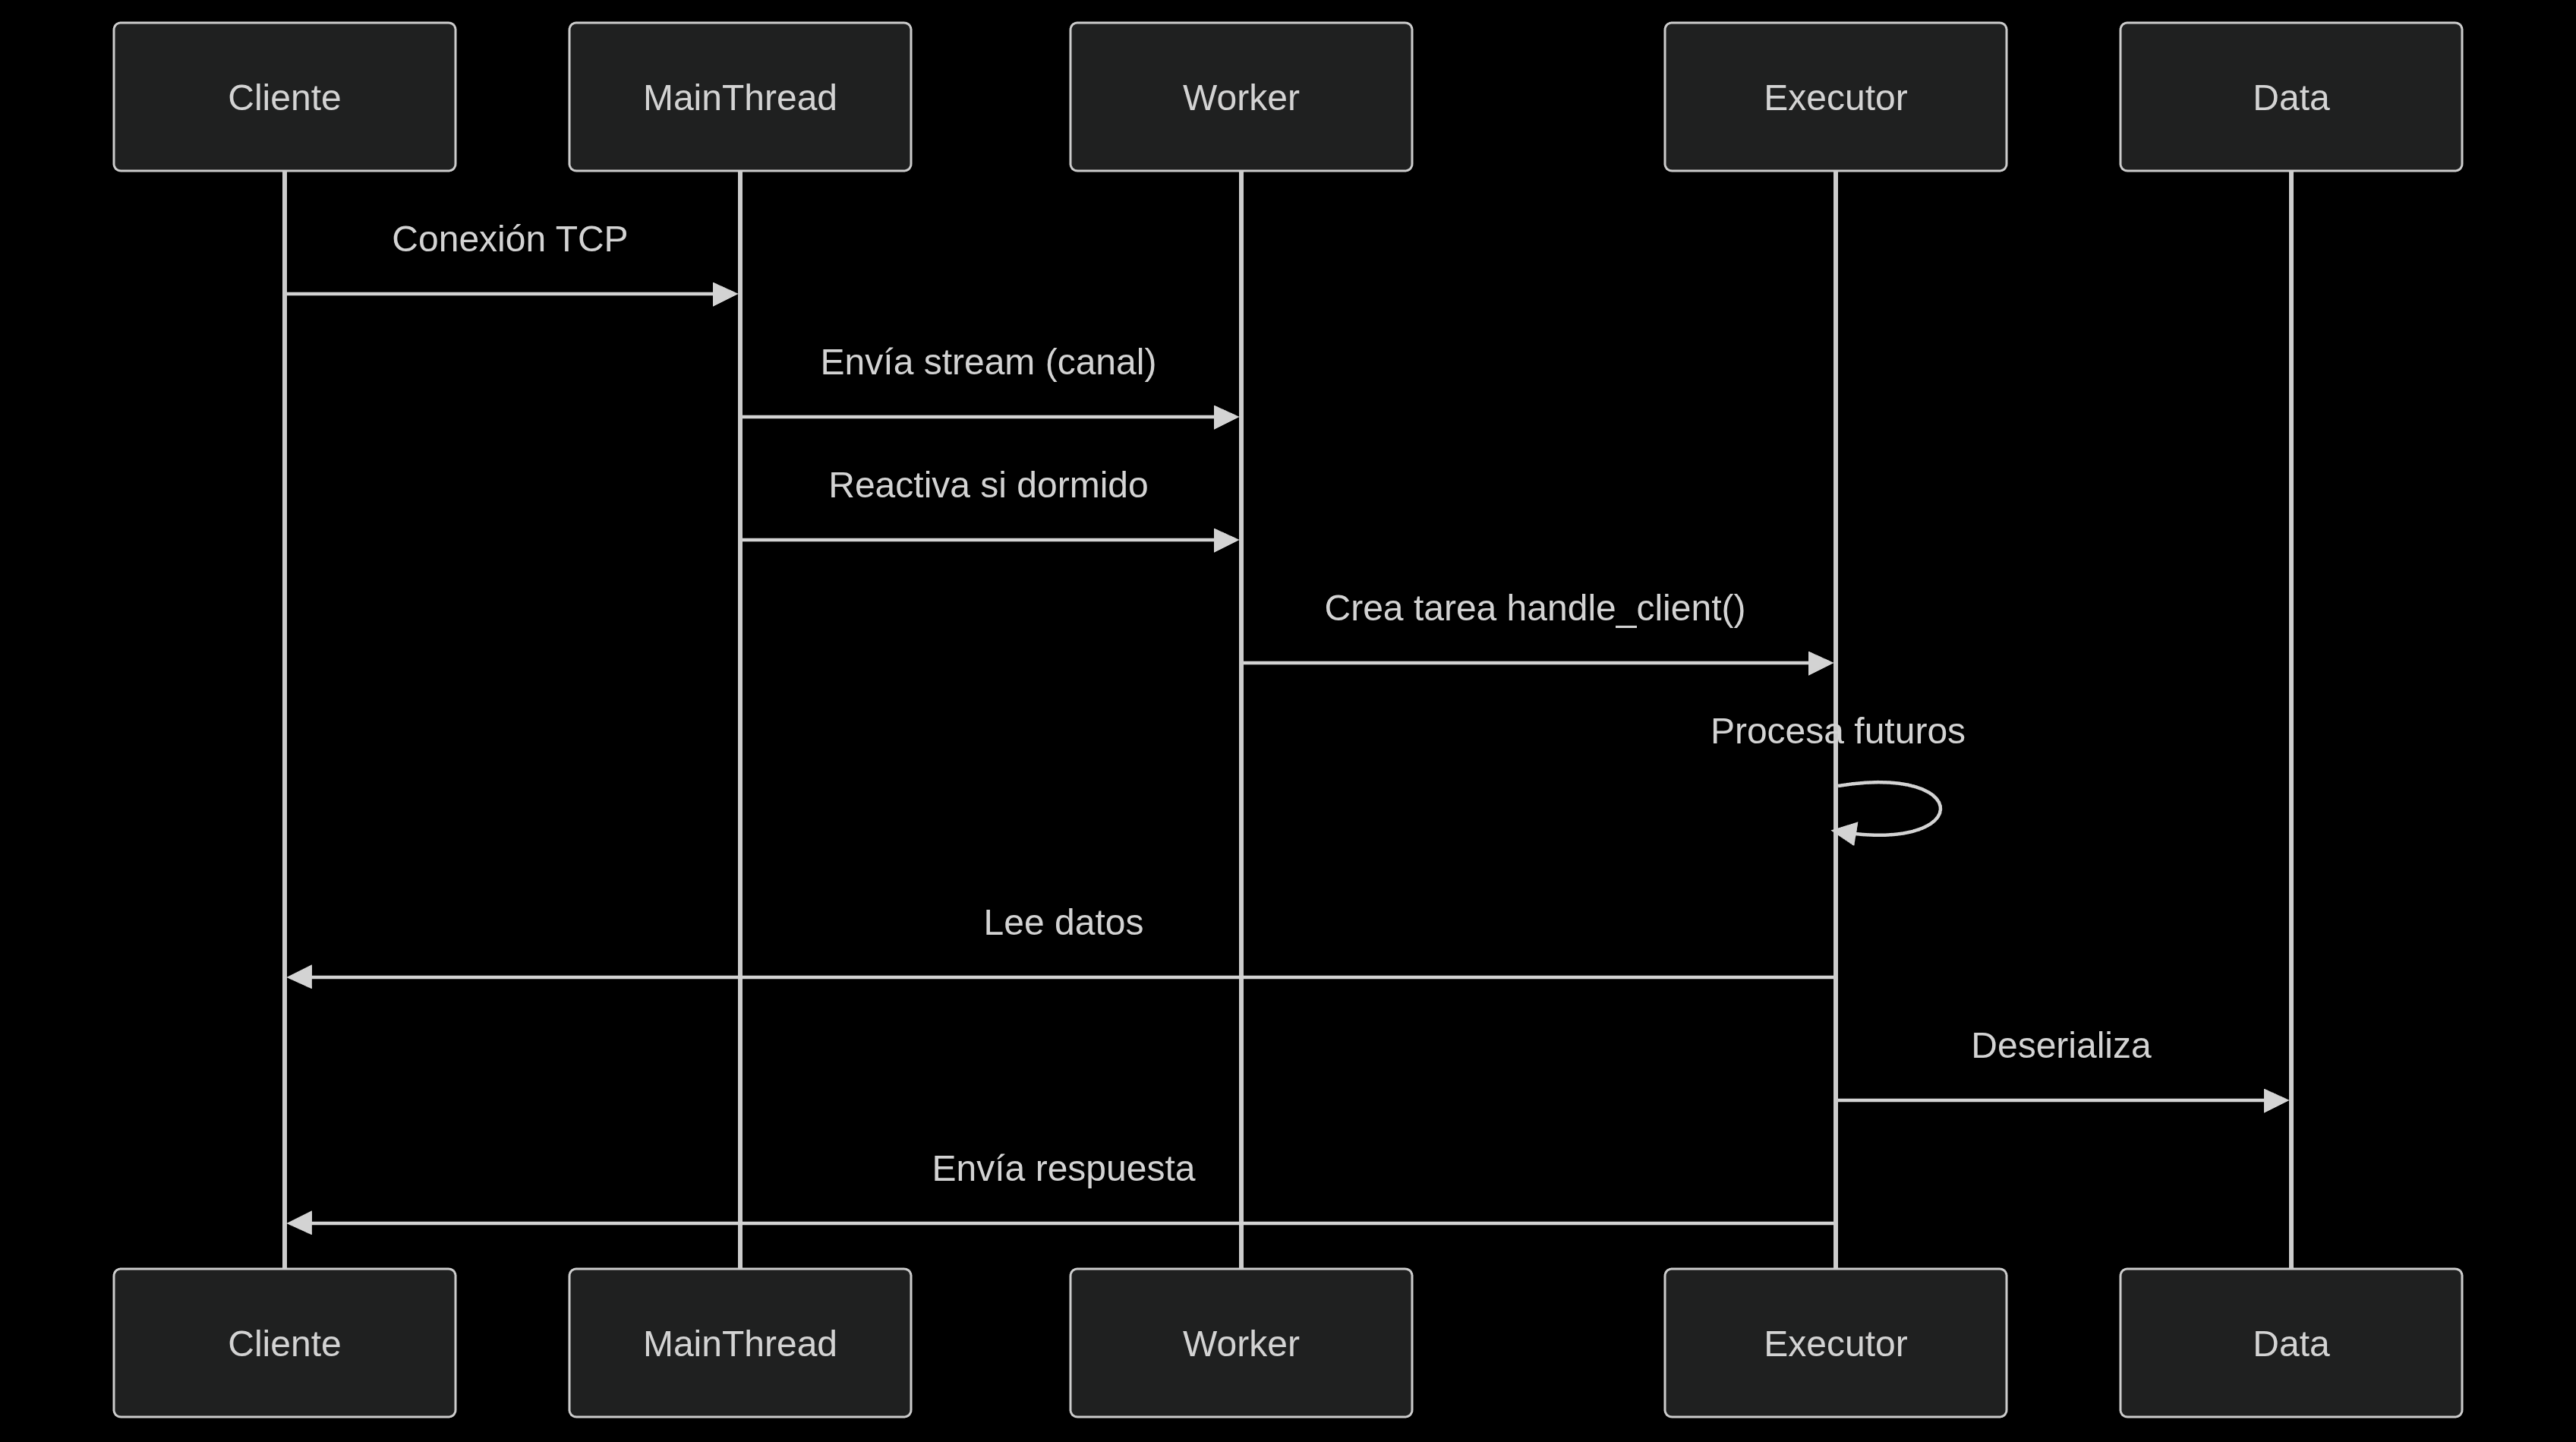 Cliente
MainThread
Worker
Executor
Data
Conexión TCP
Envía stream (canal)
Reactiva si dormido
Crea tarea handle_client()
Procesa futuros
Lee datos
Deserializa
Envía respuesta
Cliente
MainThread
Worker
Executor
Data